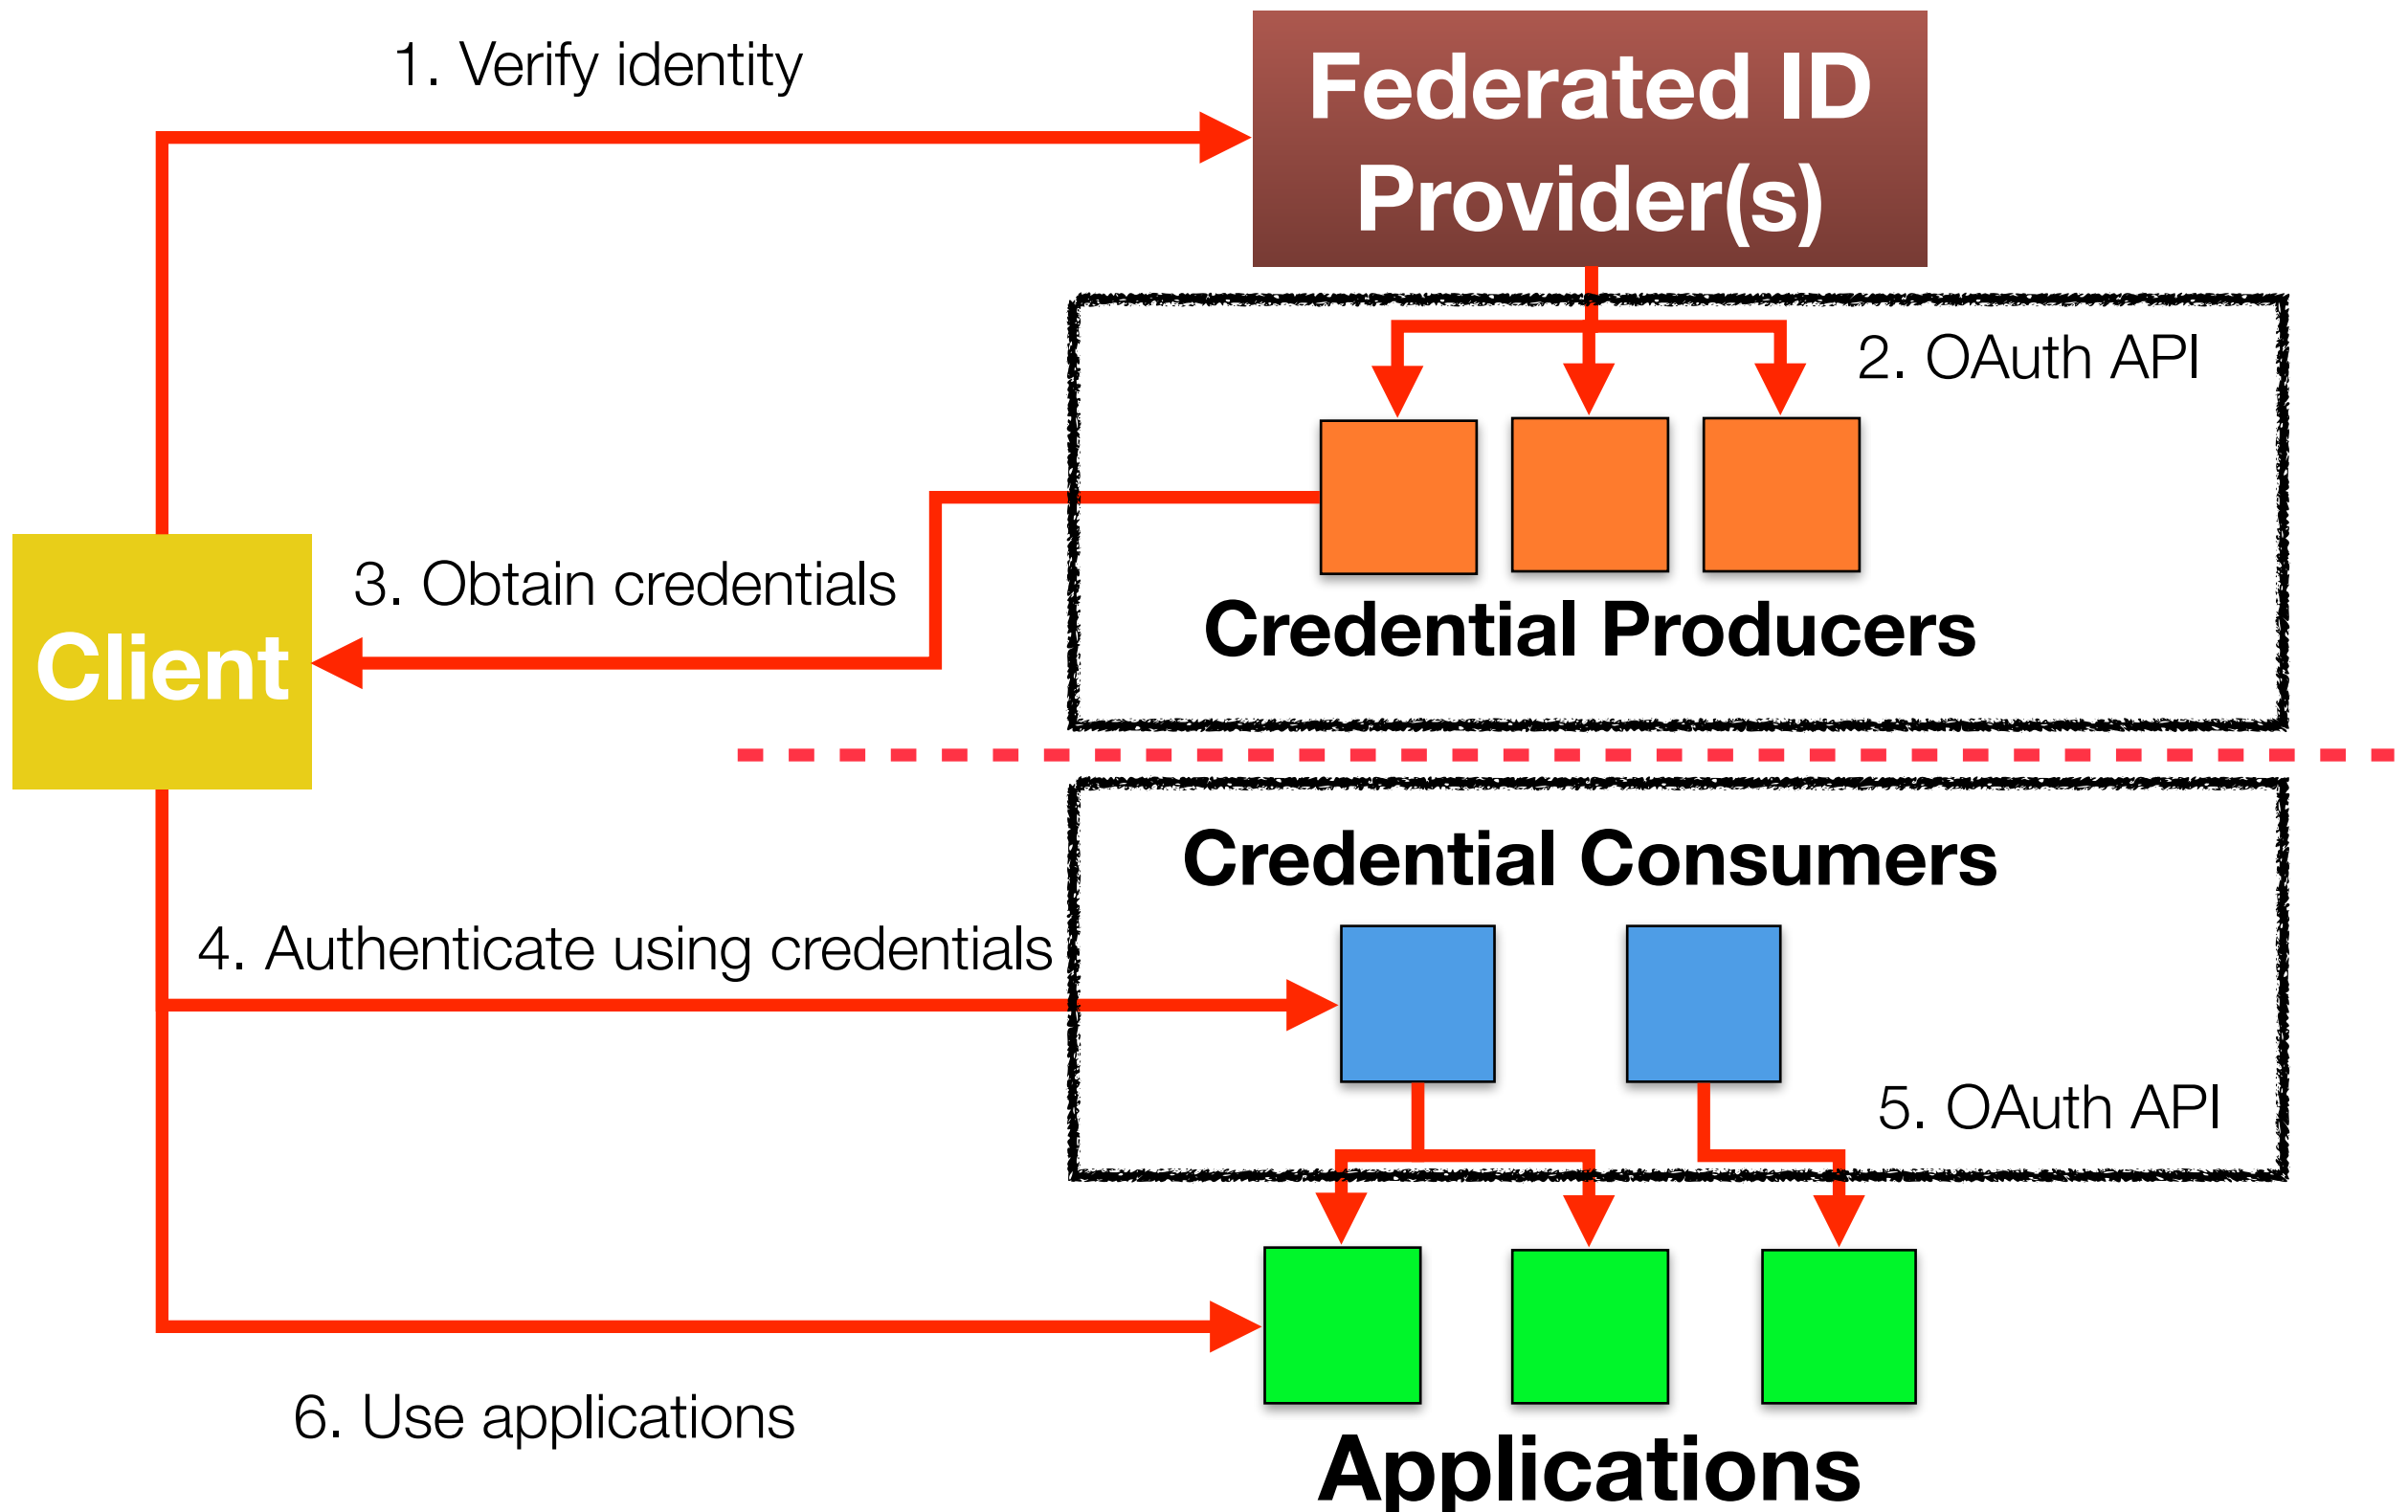 1. Verify identity
Federated ID
Provider(s)
2. OAuth API
3. Obtain credentials
Credential Producers
Client
Credential Consumers
4. Authenticate using credentials
5. OAuth API
6. Use applications
Applications